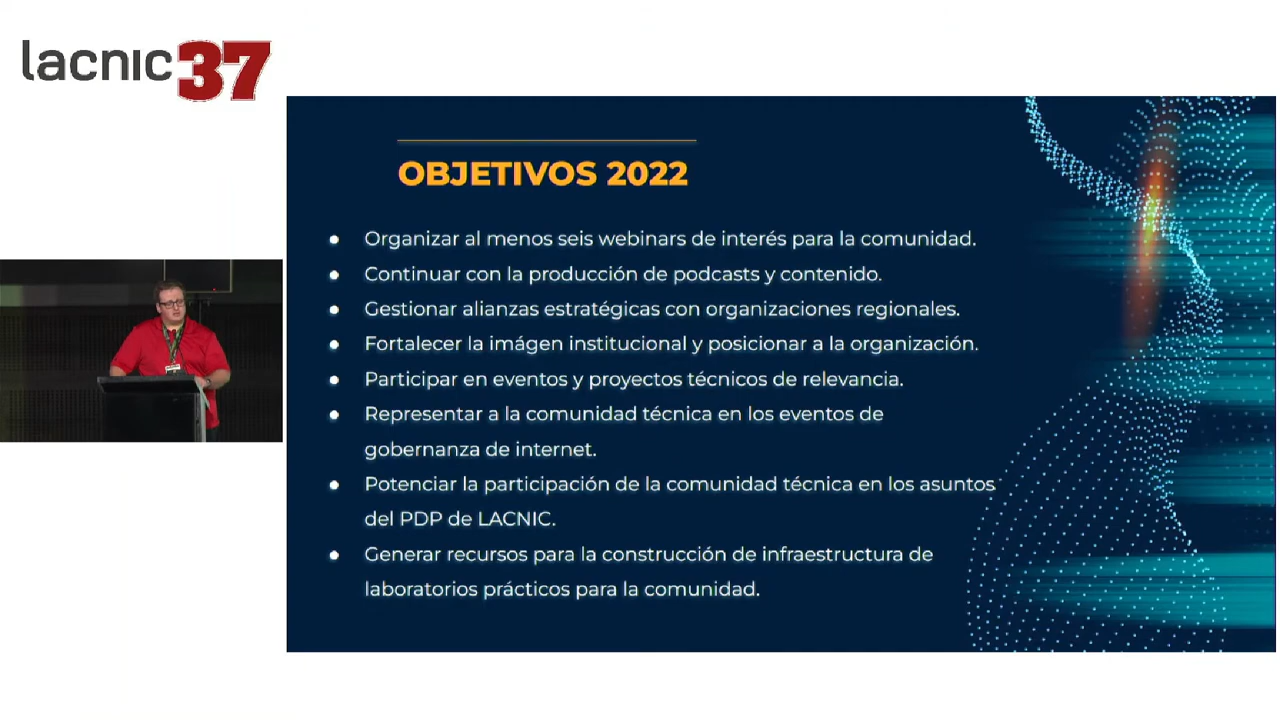 lacnic 37
OBJETIVOS 2022
● Organizar al menos seis webinars de interés para la comunidad.
● Continuar con la producción de podcasts y contenido.
● Gestionar alianzas estratégicas con organizaciones regionales.
● Fortalecer la imágen institucional y posicionar a la organización.
● Participar en eventos y proyectos técnicos de relevancia.
● Representar a la comunidad técnica en los eventos de
gobernanza de internet.
● Potenciar la participación de la comunidad técnica en los asuntos
del PDP de LACNIC.
● Generar recursos para la construcción de infraestructura de
laboratorios prácticos para la comunidad.